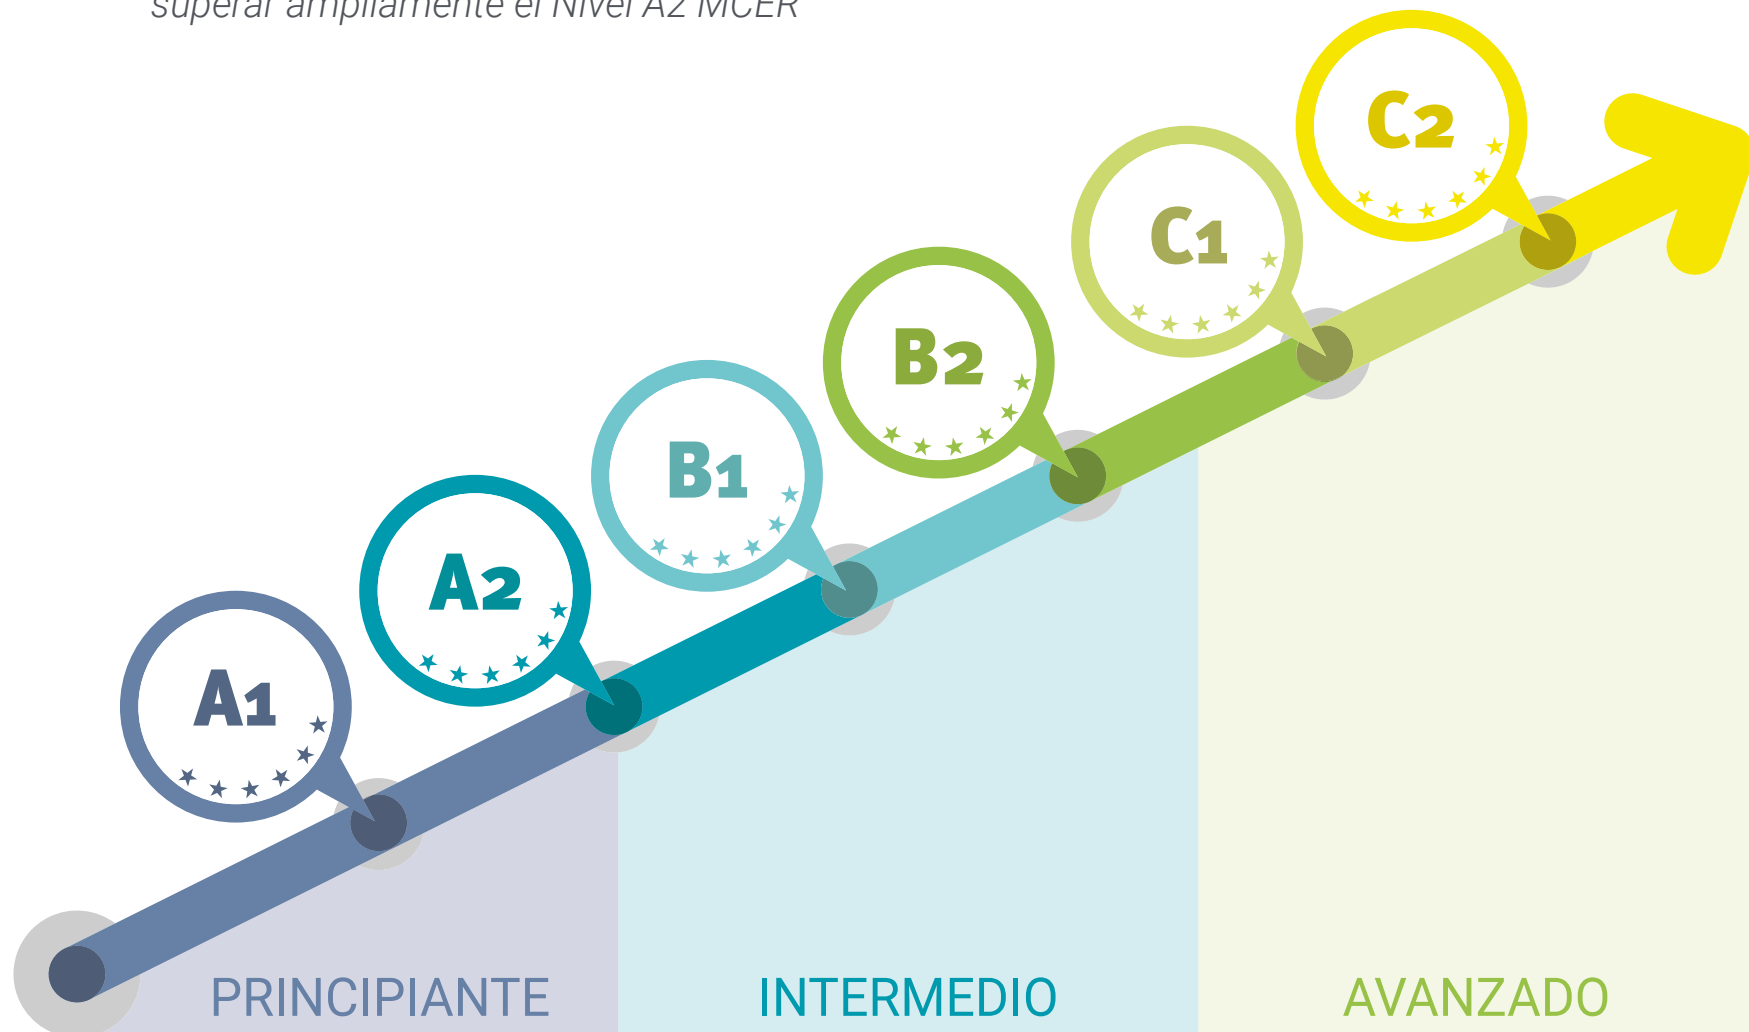 superar ampliamente el Nivel A2 MCER
C2
C1
B2
B1
A2
A1
PRINCIPIANTE
INTERMEDIO
AVANZADO